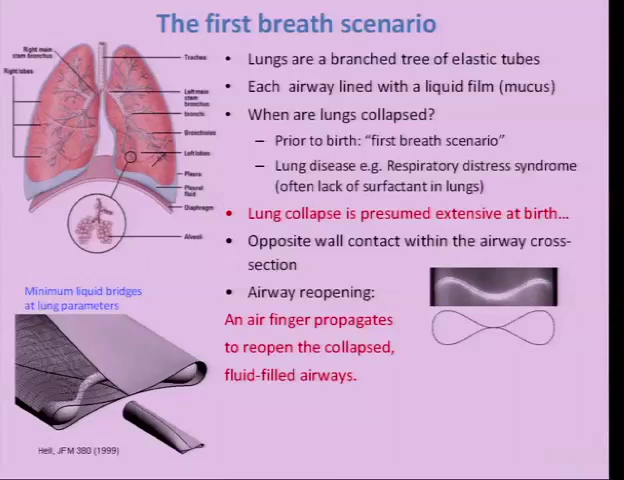 The first breath scenario
Right main
stem bronchus
Trachea
Right lobes
Left main
stem
bronchus
bronchi
Bronchioles
Left lobes
Pleura
Pleural
fluid
Diaphragm
Alveoli
• Lungs are a branched tree of elastic tubes
• Each airway lined with a liquid film (mucus)
• When are lungs collapsed?
– Prior to birth: “first breath scenario”
– Lung disease e.g. Respiratory distress syndrome
(often lack of surfactant in lungs)
• Lung collapse is presumed extensive at birth...
• Opposite wall contact within the airway cross-
section
• Airway reopening:
An air finger propagates
to reopen the collapsed,
fluid-filled airways.
Minimum liquid bridges
at lung parameters
Heil, JFM 380 (1999)